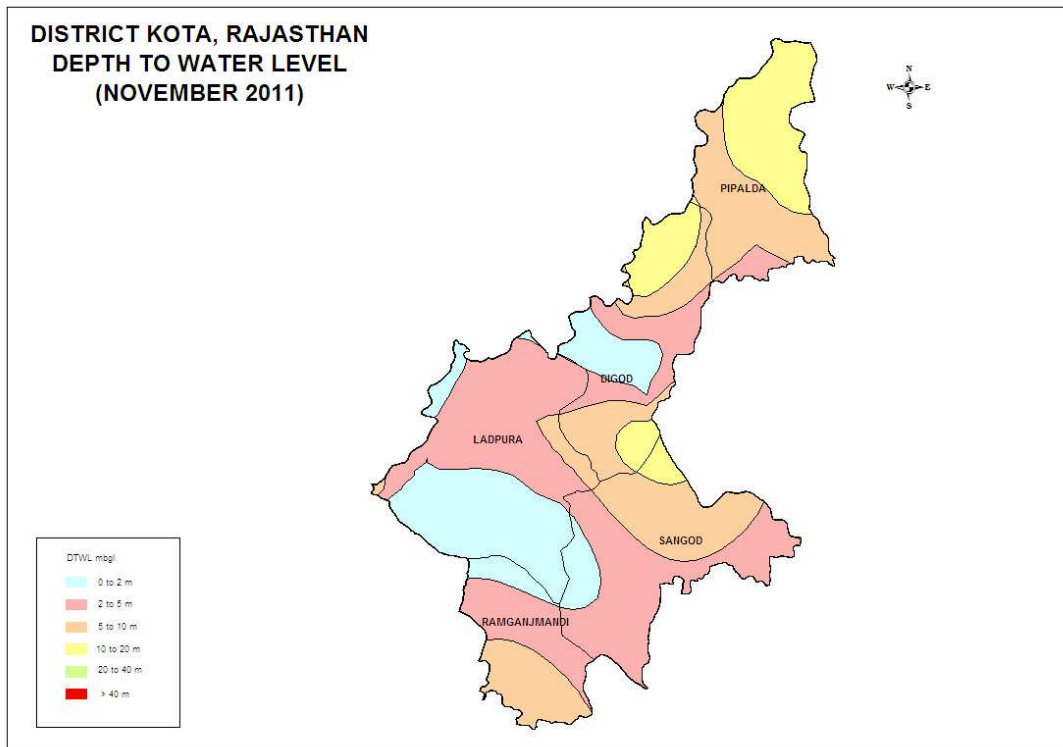 DISTRICT KOTA, RAJASTHAN
DEPTH TO WATER LEVEL
(NOVEMBER 2011)
N
W E
S
PIPALDA
DIGOD
LADPURA
SANGOD
RAMGANJMANDI
DTWL mbgl
0 to 2 m
2 to 5 m
5 to 10 m
10 to 20 m
20 to 40 m
> 40 m